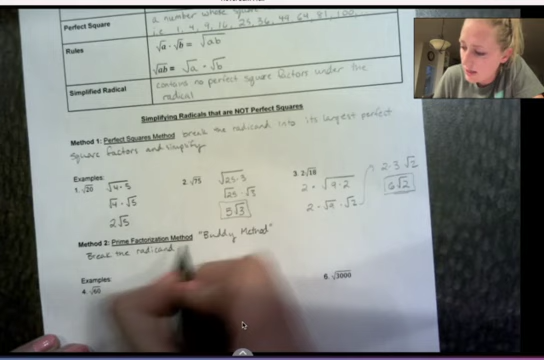 Perfect Square
a number whose square
i.e. 1, 4, 9, 16, 25, 36, 49, 64, 81, 100
Rules
√a · √b = √ab
√ab = √a · √b
Simplified Radical
contains no perfect square factors under the
radical
Simplifying Radicals that are NOT Perfect Squares
Method 1: Perfect Squares Method break the radicand into its largest perfect
square factors and simplify.
Examples:
1. √20
√4·5
√4 · √5
2√5
2. √75
√25·3
√25 · √3
5√3
3. 2√18
2 · √9·2
2 · √9 · √2
2·3·√2
6√2
Method 2: Prime Factorization Method "Buddy Method"
Break the radicand
Examples:
4. √60
6. √3000